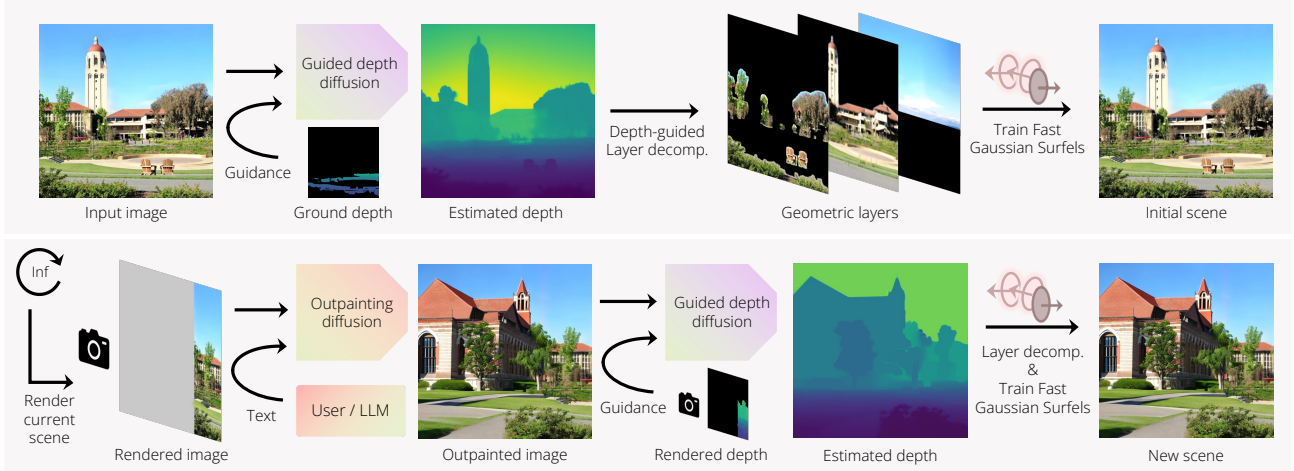 Guided depth
diffusion
Guidance
Input image
Ground depth
Estimated depth
Depth-guided
Layer decomp.
Geometric layers
Train Fast
Gaussian Surfels
Initial scene
Inf
Render
current
scene
Rendered image
Outpainting
diffusion
Text
User / LLM
Outpainted image
Guided depth
diffusion
Guidance
Rendered depth
Estimated depth
Layer decomp.
&
Train Fast
Gaussian Surfels
New scene